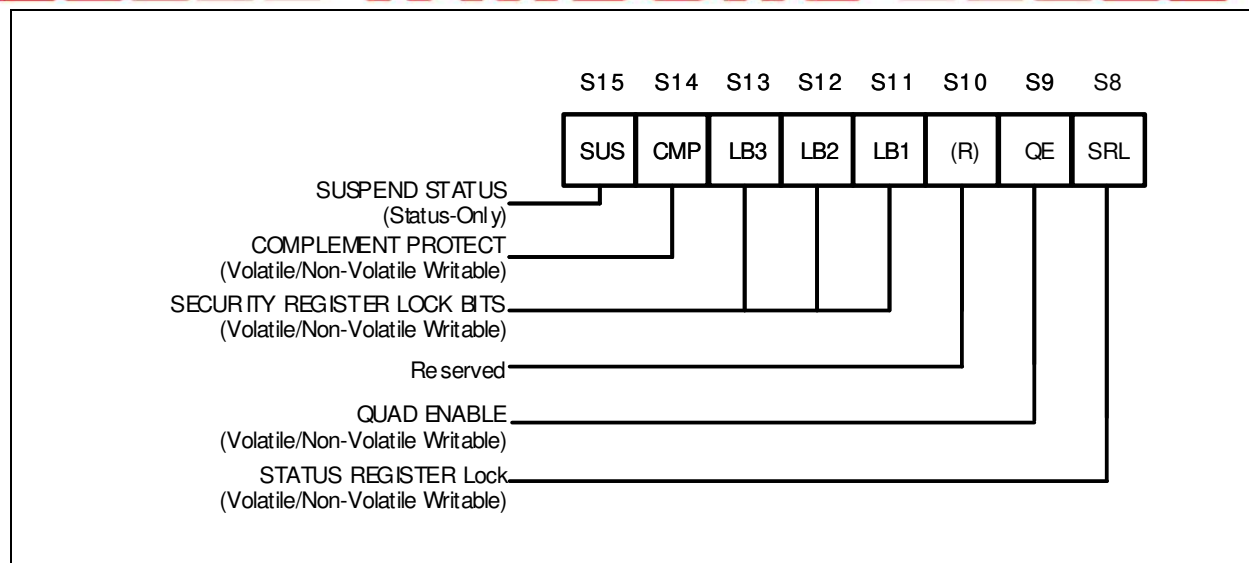 S15 S14 S13 S12 S11 S10 S9 S8
SUS CMP LB3 LB2 LB1 (R) QE SRL
SUSPEND STATUS
(Status-Only)
COMPLEMENT PROTECT
(Volatile/Non-Volatile Writable)
SECURITY REGISTER LOCK BITS
(Volatile/Non-Volatile Writable)
Reserved
QUAD ENABLE
(Volatile/Non-Volatile Writable)
STATUS REGISTER Lock
(Volatile/Non-Volatile Writable)